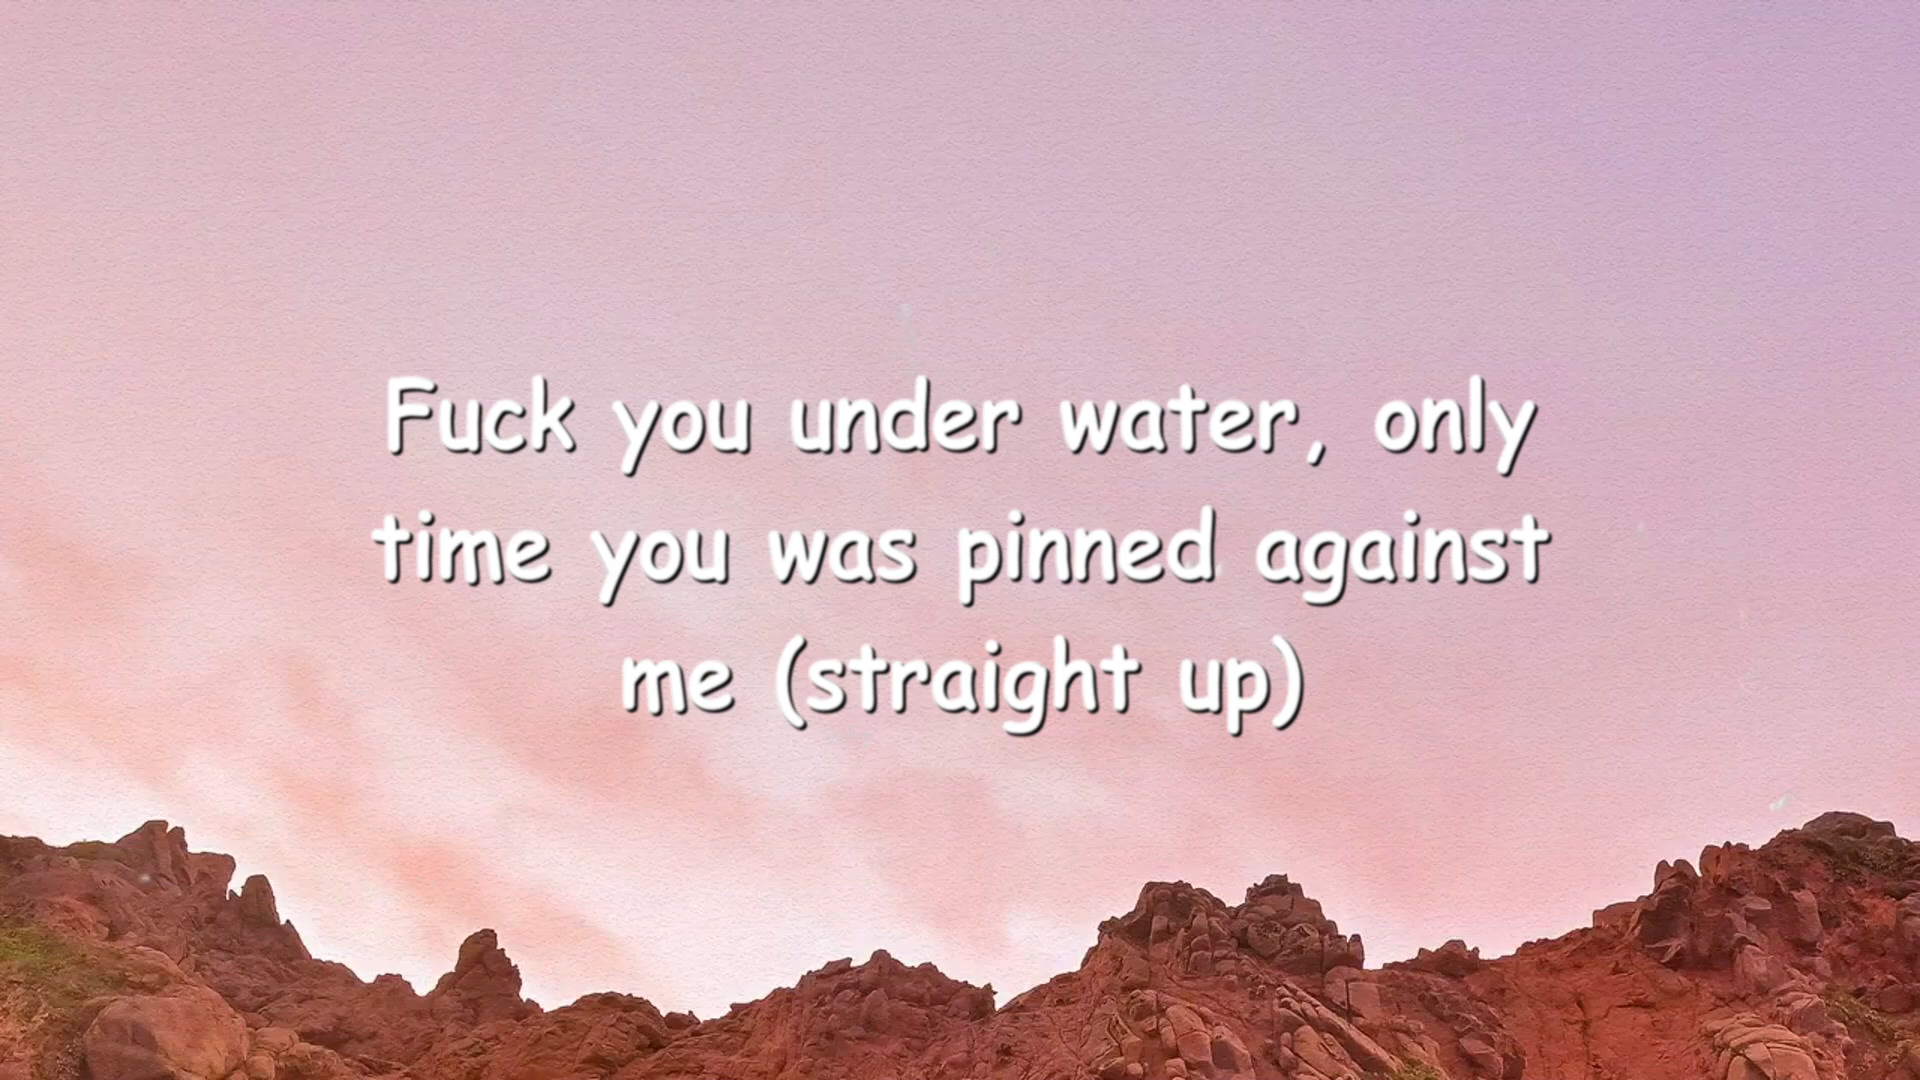 Fuck you under water, only
time you was pinned against
me (straight up)